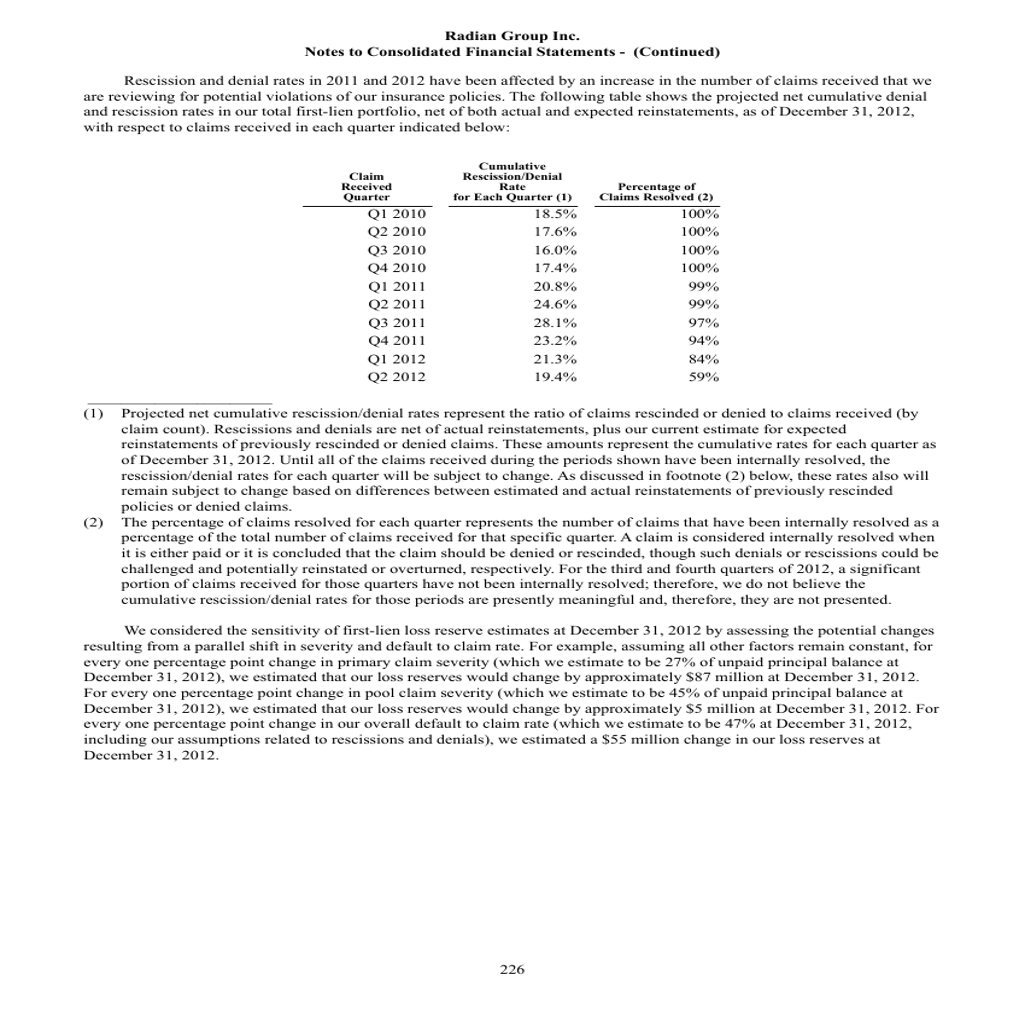 Radian Group Inc.
Notes to Consolidated Financial Statements - (Continued)
Rescission and denial rates in 2011 and 2012 have been affected by an increase in the number of claims received that we
are reviewing for potential violations of our insurance policies. The following table shows the projected net cumulative denial
and rescission rates in our total first-lien portfolio, net of both actual and expected reinstatements, as of December 31, 2012,
with respect to claims received in each quarter indicated below:
Claim
Received
Quarter
Cumulative
Rescission/Denial
Rate
for Each Quarter (1)
Percentage of
Claims Resolved (2)
Q1 2010 18.5% 100%
Q2 2010 17.6% 100%
Q3 2010 16.0% 100%
Q4 2010 17.4% 100%
Q1 2011 20.8% 99%
Q2 2011 24.6% 99%
Q3 2011 28.1% 97%
Q4 2011 23.2% 94%
Q1 2012 21.3% 84%
Q2 2012 19.4% 59%
(1) Projected net cumulative rescission/denial rates represent the ratio of claims rescinded or denied to claims received (by
claim count). Rescissions and denials are net of actual reinstatements, plus our current estimate for expected
reinstatements of previously rescinded or denied claims. These amounts represent the cumulative rates for each quarter as
of December 31, 2012. Until all of the claims received during the periods shown have been internally resolved, the
rescission/denial rates for each quarter will be subject to change. As discussed in footnote (2) below, these rates also will
remain subject to change based on differences between estimated and actual reinstatements of previously rescinded
policies or denied claims.
(2) The percentage of claims resolved for each quarter represents the number of claims that have been internally resolved as a
percentage of the total number of claims received for that specific quarter. A claim is considered internally resolved when
it is either paid or it is concluded that the claim should be denied or rescinded, though such denials or rescissions could be
challenged and potentially reinstated or overturned, respectively. For the third and fourth quarters of 2012, a significant
portion of claims received for those quarters have not been internally resolved; therefore, we do not believe the
cumulative rescission/denial rates for those periods are presently meaningful and, therefore, they are not presented.
We considered the sensitivity of first-lien loss reserve estimates at December 31, 2012 by assessing the potential changes
resulting from a parallel shift in severity and default to claim rate. For example, assuming all other factors remain constant, for
every one percentage point change in primary claim severity (which we estimate to be 27% of unpaid principal balance at
December 31, 2012), we estimated that our loss reserves would change by approximately $87 million at December 31, 2012.
For every one percentage point change in pool claim severity (which we estimate to be 45% of unpaid principal balance at
December 31, 2012), we estimated that our loss reserves would change by approximately $5 million at December 31, 2012. For
every one percentage point change in our overall default to claim rate (which we estimate to be 47% at December 31, 2012,
including our assumptions related to rescissions and denials), we estimated a $55 million change in our loss reserves at
December 31, 2012.
226